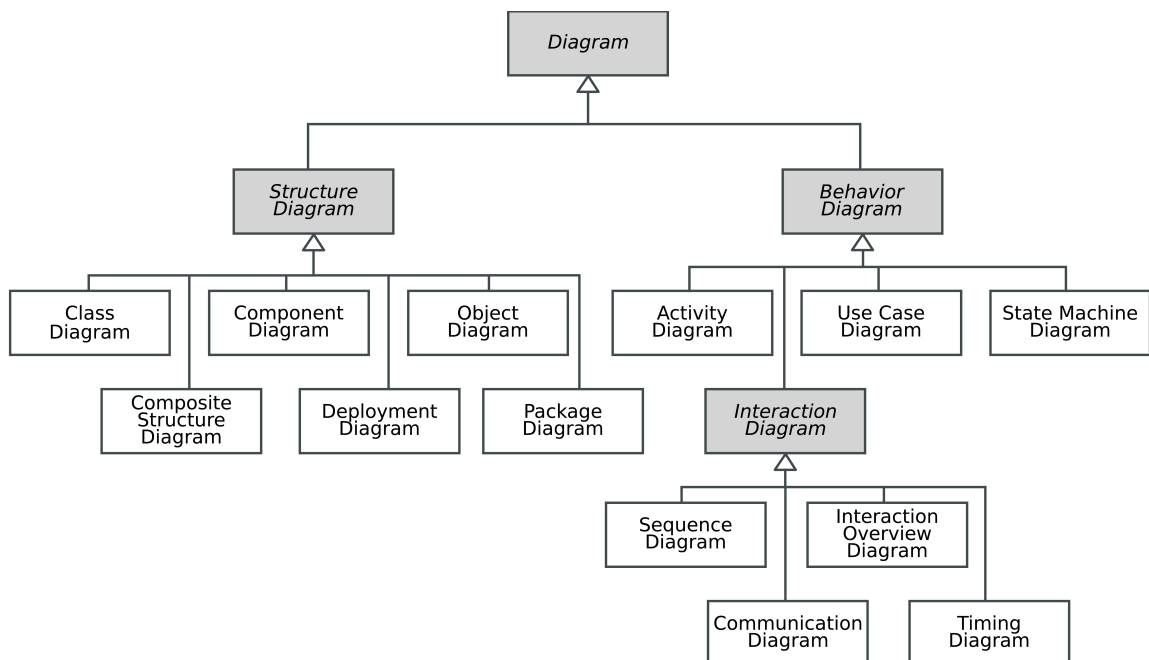 Diagram
Structure
Diagram
Behavior
Diagram
Class
Diagram
Component
Diagram
Object
Diagram
Activity
Diagram
Use Case
Diagram
State Machine
Diagram
Composite
Structure
Diagram
Deployment
Diagram
Package
Diagram
Interaction
Diagram
Sequence
Diagram
Interaction
Overview
Diagram
Communication
Diagram
Timing
Diagram